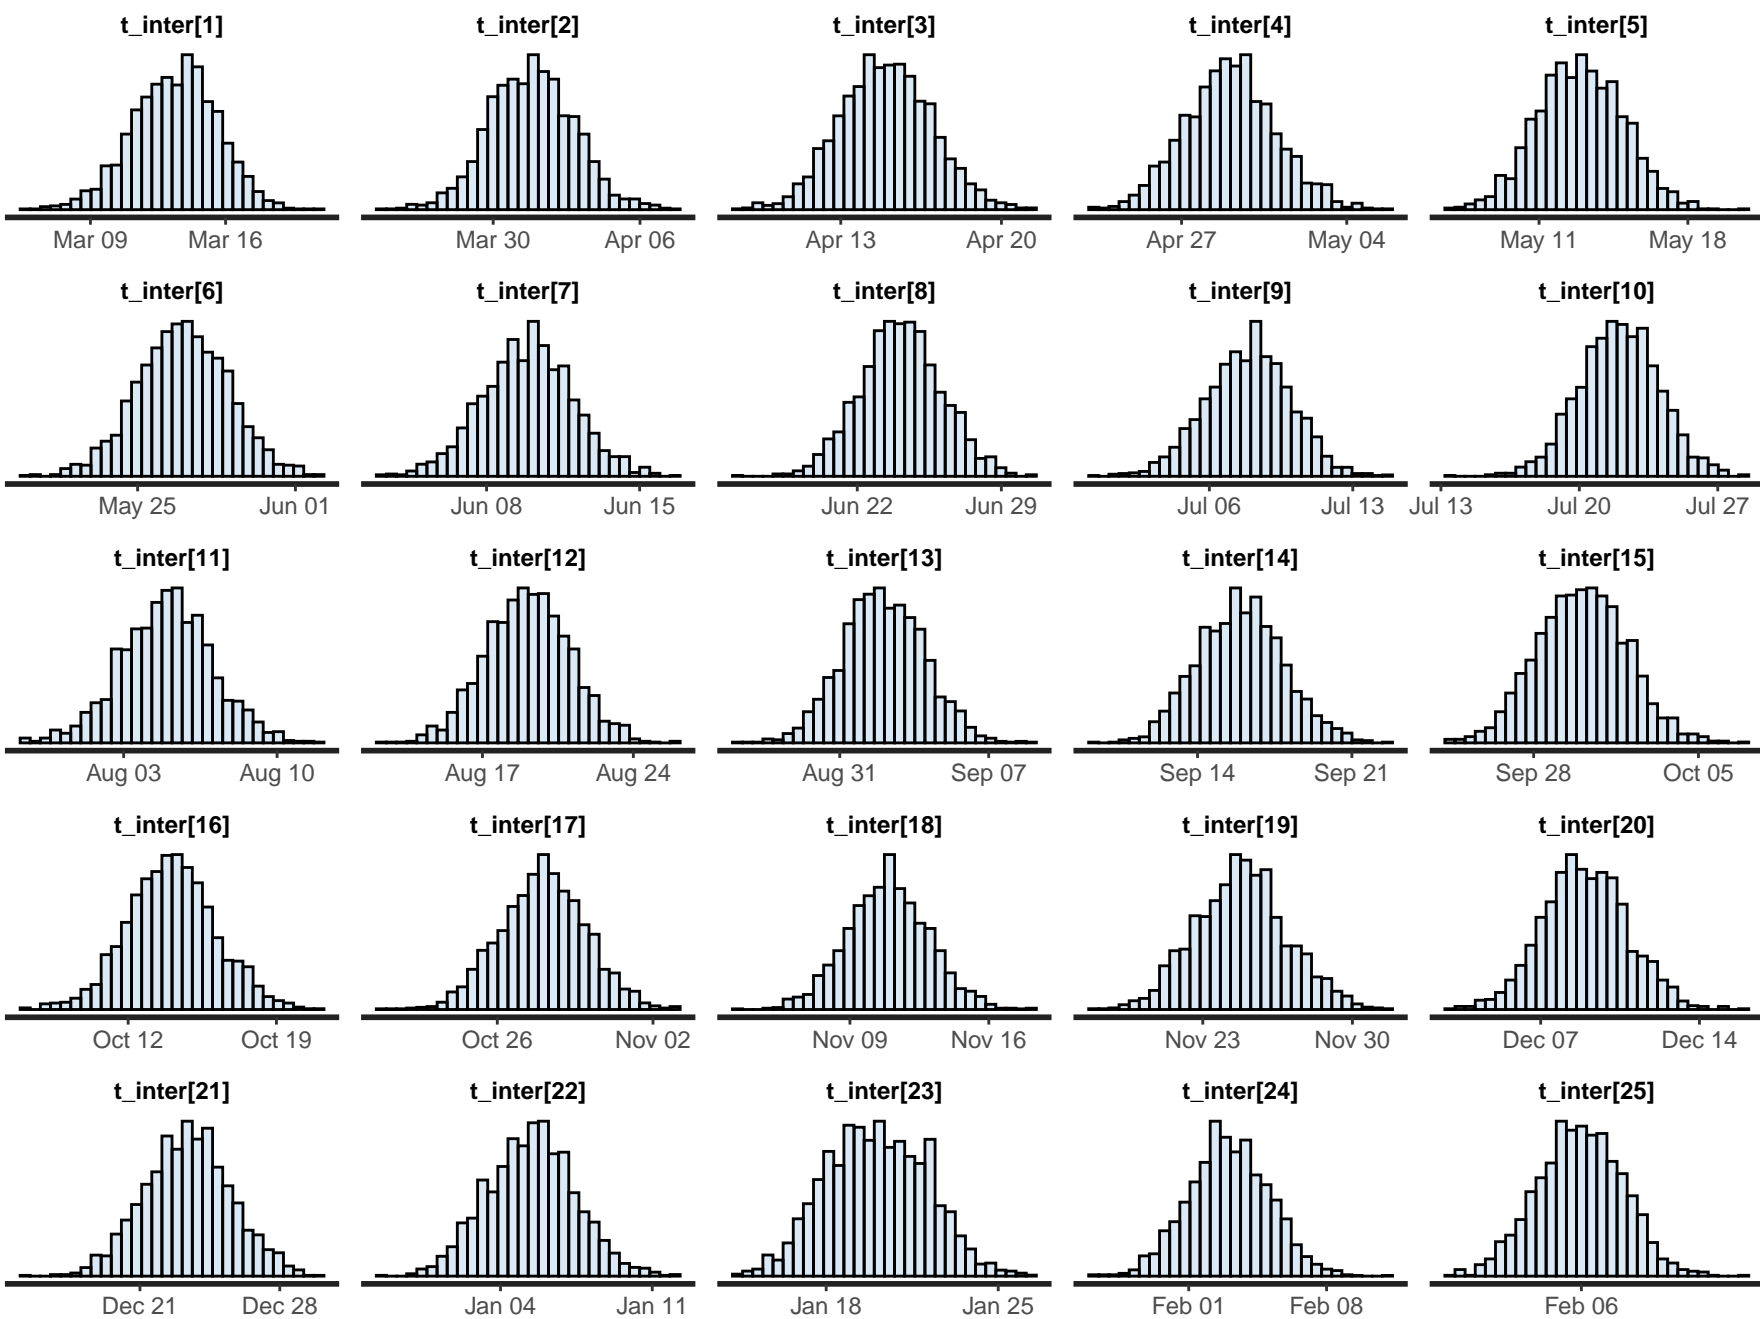 t_inter[1] t_inter[2] t_inter[3] t_inter[4] t_inter[5]
Mar 09 Mar 16 Mar 30 Apr 06 Apr 13 Apr 20 Apr 27 May 04 May 11 May 18
t_inter[6] t_inter[7] t_inter[8] t_inter[9] t_inter[10]
May 25 Jun 01 Jun 08 Jun 15 Jun 22 Jun 29 Jul 06 Jul 13 Jul 13 Jul 20 Jul 27
t_inter[11] t_inter[12] t_inter[13] t_inter[14] t_inter[15]
Aug 03 Aug 10 Aug 17 Aug 24 Aug 31 Sep 07 Sep 14 Sep 21 Sep 28 Oct 05
t_inter[16] t_inter[17] t_inter[18] t_inter[19] t_inter[20]
Oct 12 Oct 19 Oct 26 Nov 02 Nov 09 Nov 16 Nov 23 Nov 30 Dec 07 Dec 14
t_inter[21] t_inter[22] t_inter[23] t_inter[24] t_inter[25]
Dec 21 Dec 28 Jan 04 Jan 11 Jan 18 Jan 25 Feb 01 Feb 08 Feb 06